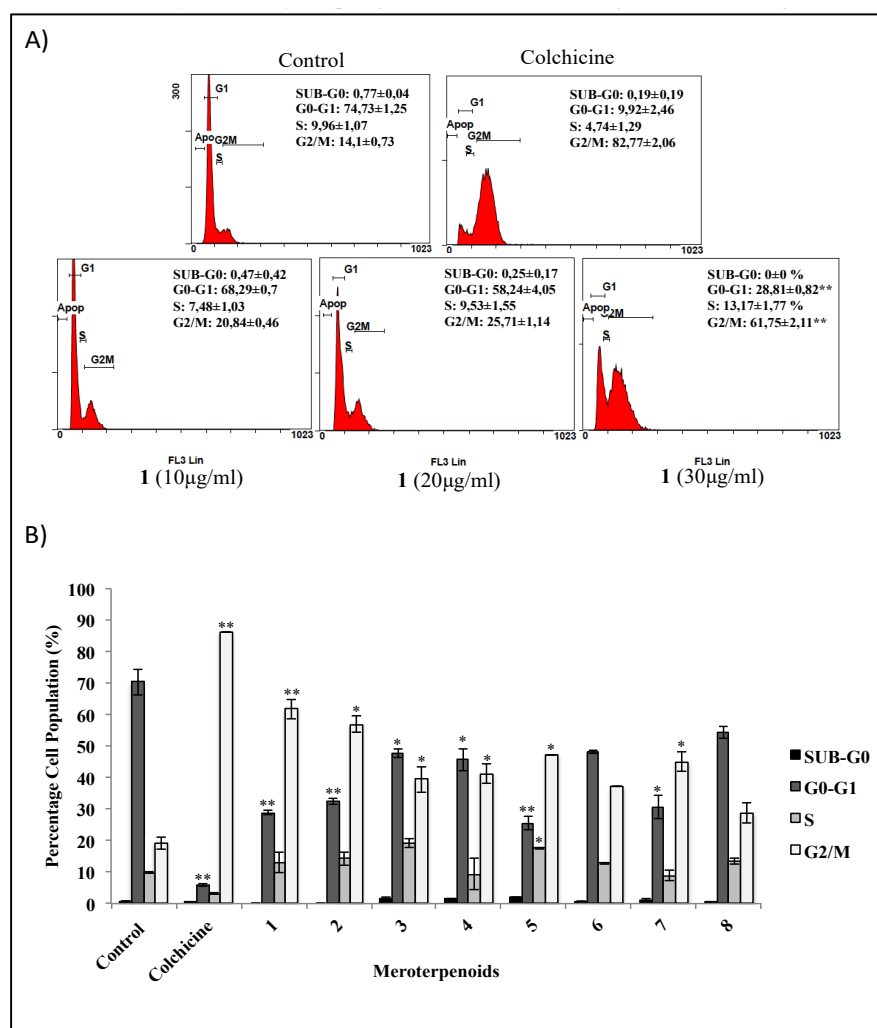 A)
Control
300
G1
Apo
G2M
S
SUB-G0: 0,77±0,04
G0-G1: 74,73±1,25
S: 9,96±1,07
G2/M: 14,1±0,73
0
1023
Colchicine
G1
Apop
G2M
S
SUB-G0: 0,19±0,19
G0-G1: 9,92±2,46
S: 4,74±1,29
G2/M: 82,77±2,06
0
1023
G1
Apop
S
G2M
SUB-G0: 0,47±0,42
G0-G1: 68,29±0,7
S: 7,48±1,03
G2/M: 20,84±0,46
0
1023
FL3 Lin
1 (10µg/ml)
G1
Apop
G2M
S
SUB-G0: 0,25±0,17
G0-G1: 58,24±4,05
S: 9,53±1,55
G2/M: 25,71±1,14
0
1023
FL3 Lin
1 (20µg/ml)
G1
Apop
G2M
S
SUB-G0: 0±0 %
G0-G1: 28,81±0,82**
S: 13,17±1,77 %
G2/M: 61,75±2,11**
0
1023
FL3 Lin
1 (30µg/ml)
B)
Percentage Cell Population (%)
100
90
80
70
60
50
40
30
20
10
0
**
**
**
**
**
*
*
*
*
*
**
*
*
*
*
Control
Colchicine
1
2
3
4
5
6
7
8
Meroterpenoids
SUB-G0
G0-G1
S
G2/M